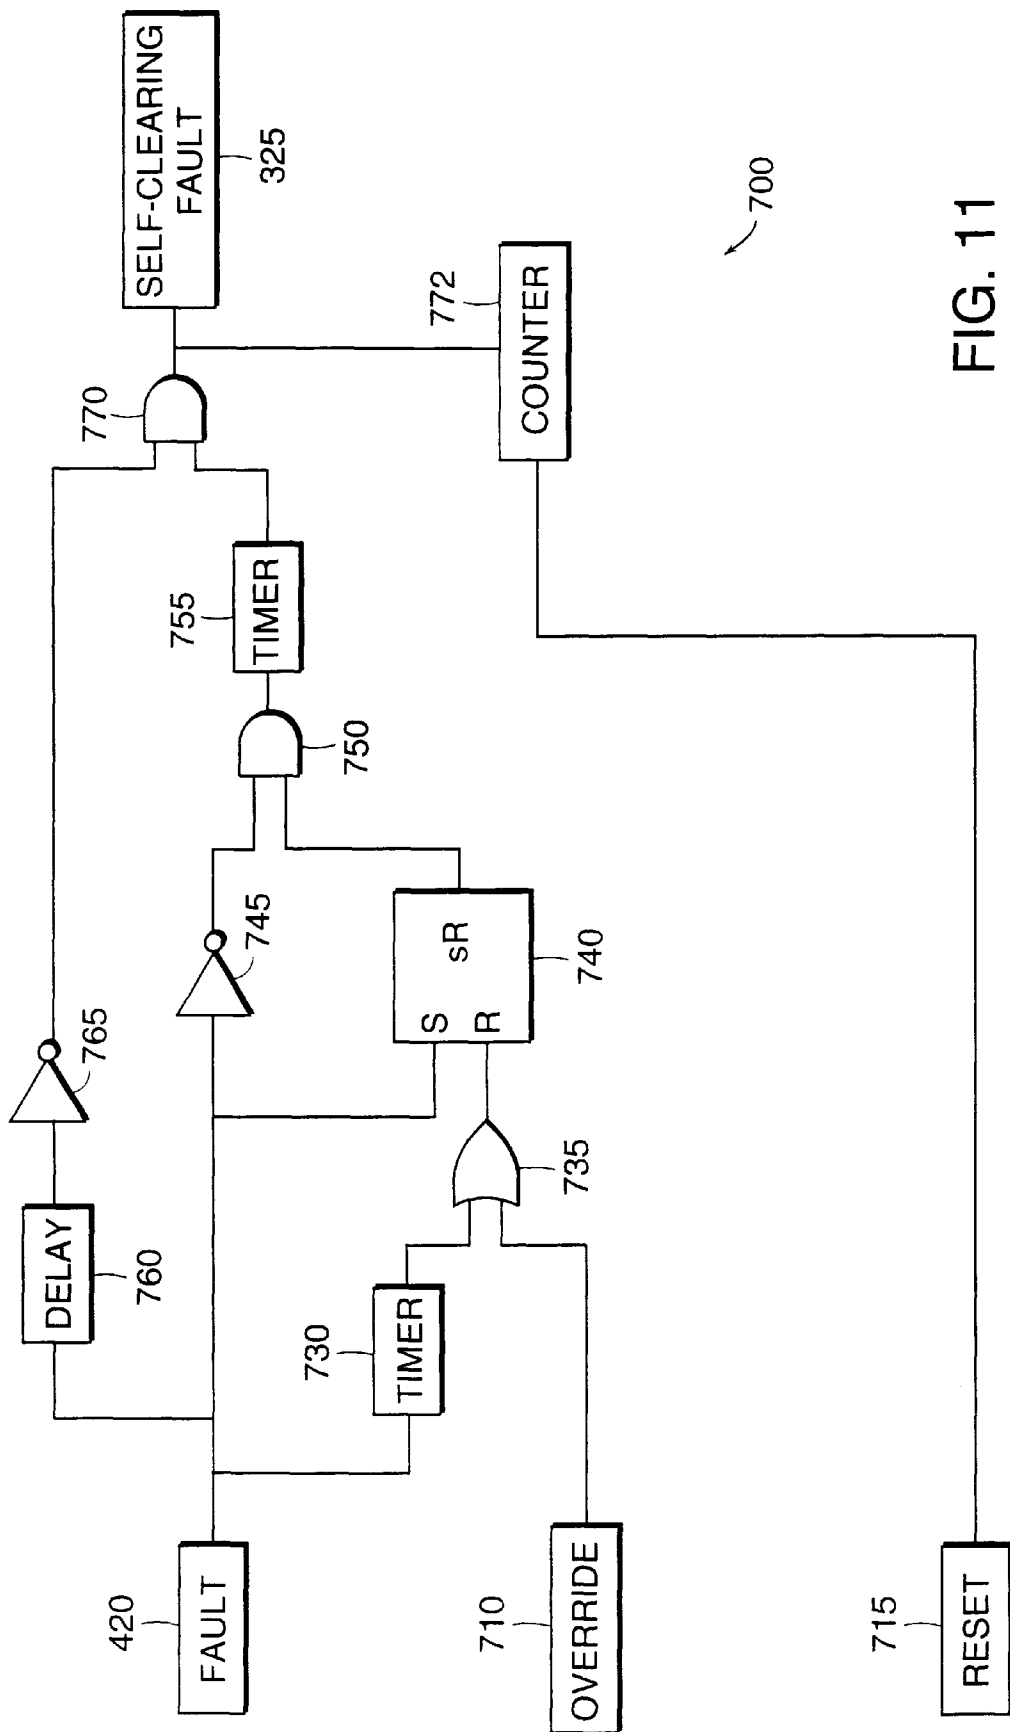 420
FAULT
DELAY
760
765
770
SELF-CLEARING
FAULT
325
730
TIMER
745
750
755
TIMER
S
R
sR
740
735
710
OVERRIDE
772
COUNTER
715
RESET
700
FIG. 11